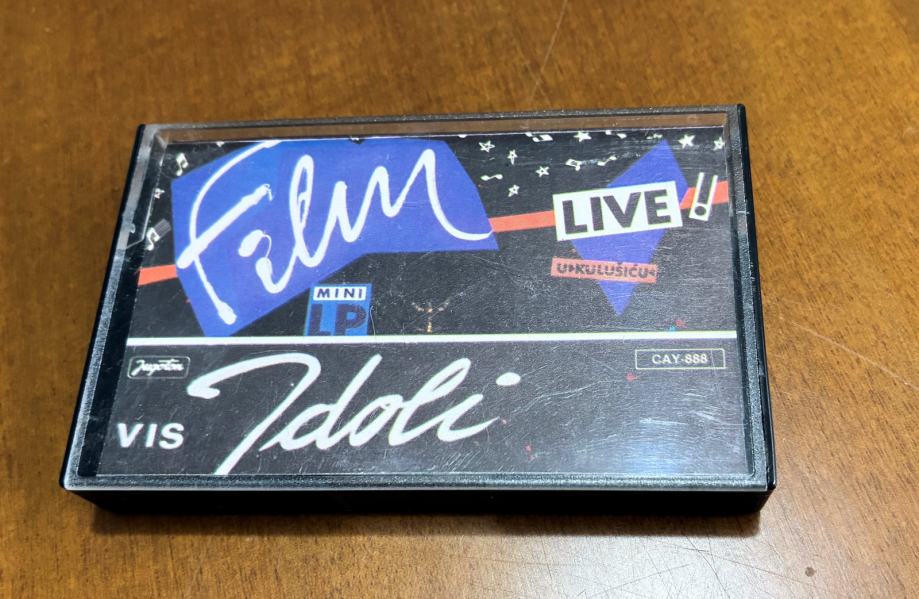 Film
LIVE!!
U»KULUŠIĆU«
MINI
LP
Jugoton
CAY-888
VIS
Idoli